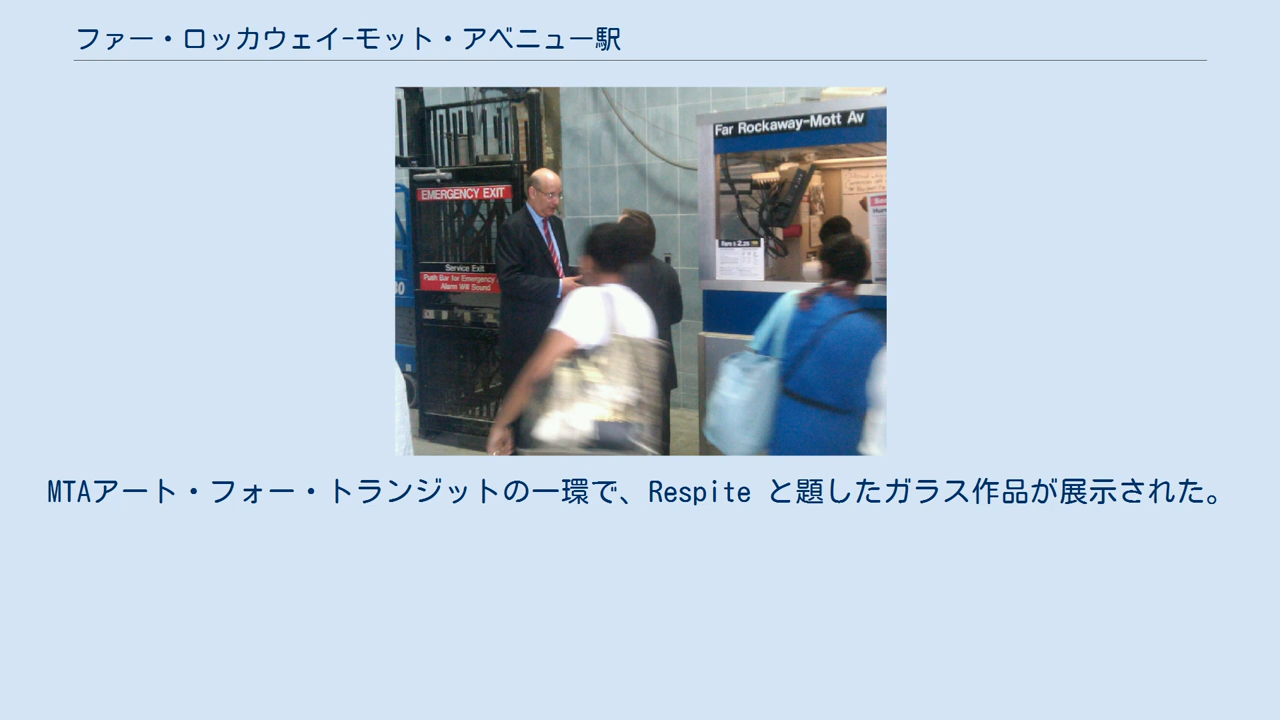 ファー・ロッカウェイ-モット・アベニュー駅
Far Rockaway-Mott Av
EMERGENCY EXIT
Service Exit
Push Bar for Emergency
Alarm Will Sound
Fare $ 2.25
MTAアート・フォー・トランジットの一環で、Respite と題したガラス作品が展示された。